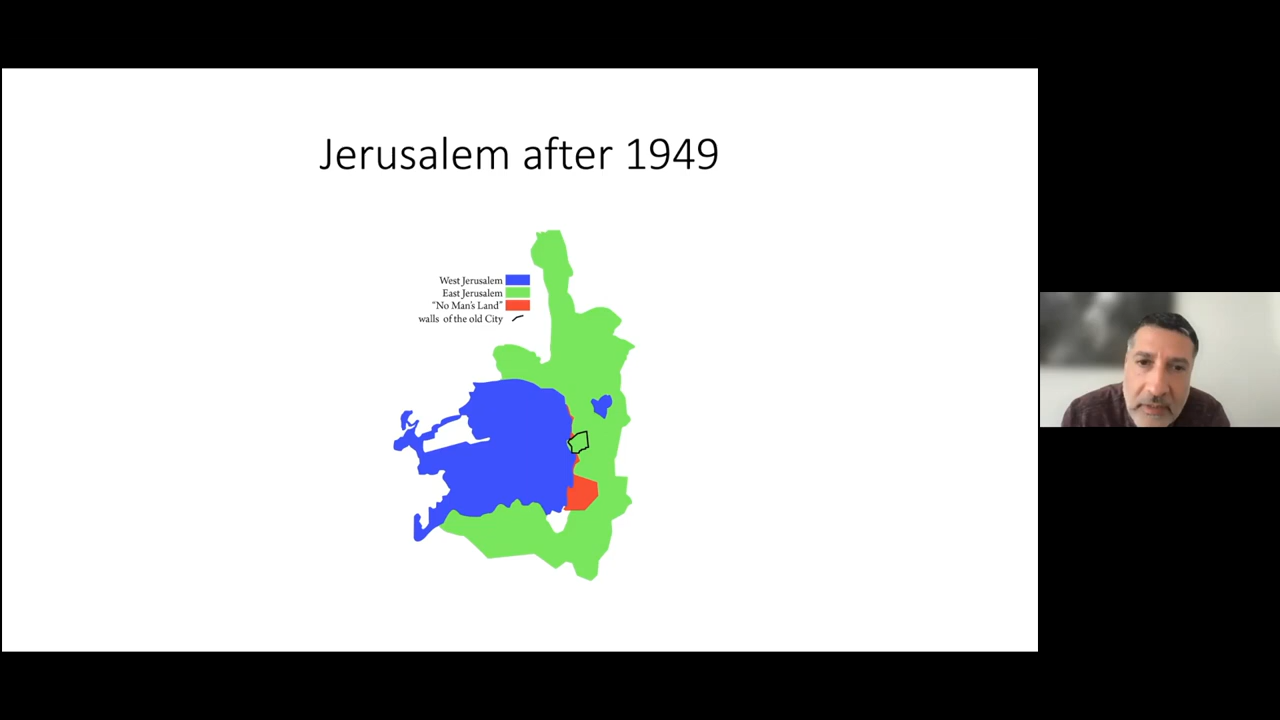 Jerusalem after 1949
West Jerusalem
East Jerusalem
“No Man’s Land”
walls of the old City